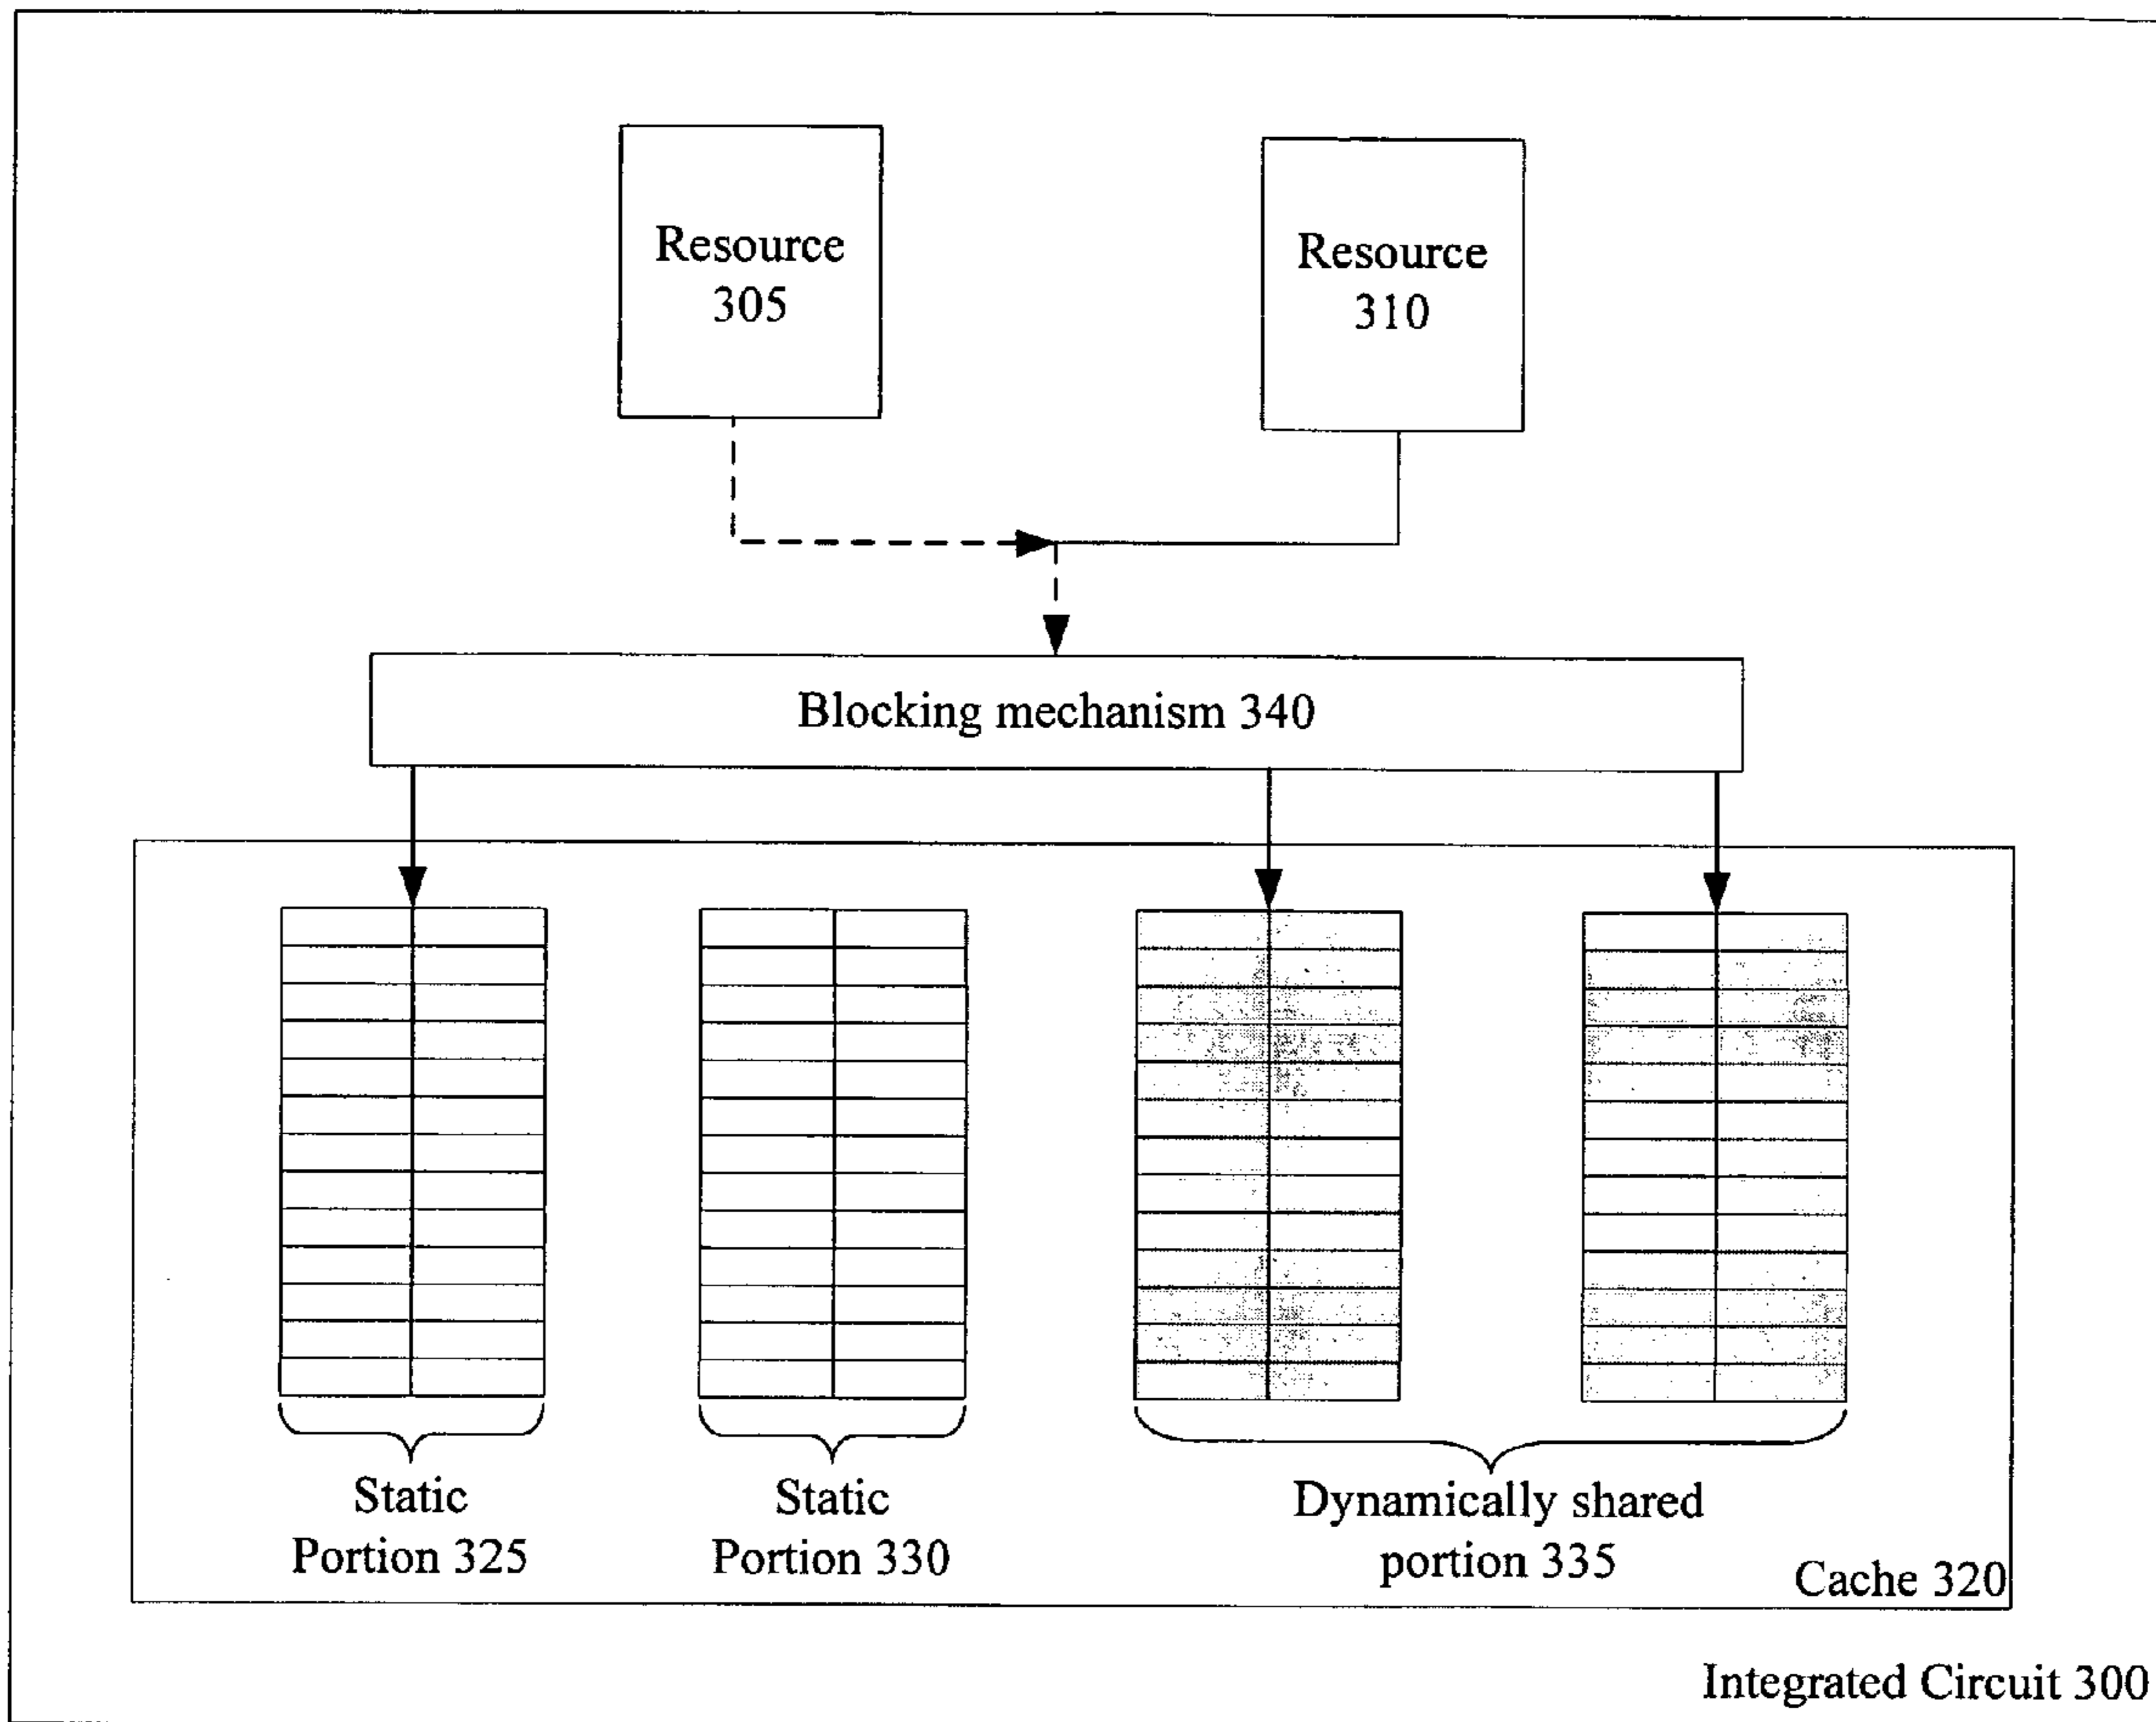 Resource
305
Resource
310
Blocking mechanism 340
Static
Portion 325
Static
Portion 330
Dynamically shared
portion 335
Cache 320
Integrated Circuit 300